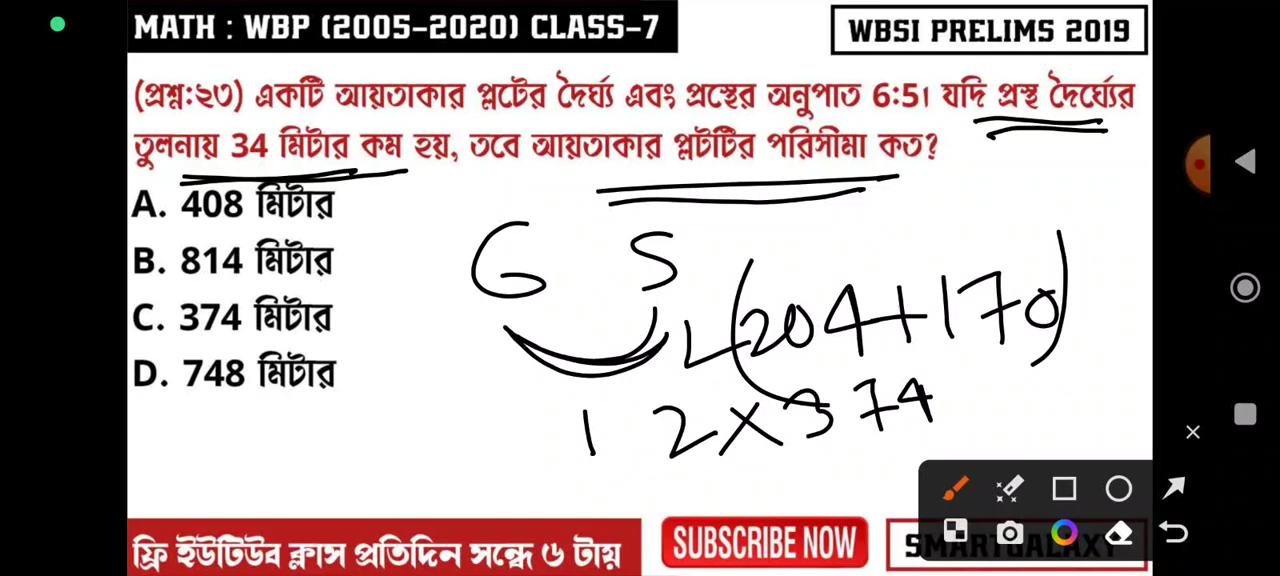 MATH : WBP (2005-2020) CLASS-7
WBSI PRELIMS 2019
(প্রশ্ন:২৩) একটি আয়তাকার প্লটের দৈর্ঘ্য এবং প্রস্থের অনুপাত 6:5। যদি প্রস্থ দৈর্ঘ্যের
তুলনায় 34 মিটার কম হয়, তবে আয়তাকার প্লটটির পরিসীমা কত?
A. 408 মিটার
B. 814 মিটার
C. 374 মিটার
D. 748 মিটার
6 5
2(204+170)
1 2×374
ফ্রি ইউটিউব ক্লাস প্রতিদিন সন্ধে ৬ টায়
SUBSCRIBE NOW
SMARTGALAXY